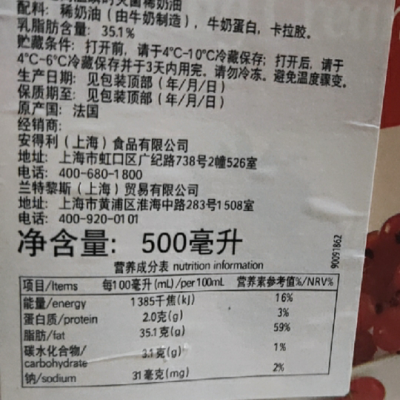 灭菌稀奶油
配料：稀奶油（由牛奶制造），牛奶蛋白，卡拉胶。
乳脂肪含量：35.1%
贮藏条件：打开前，请于4℃-10℃冷藏保存；打开后，请于
4℃-6℃冷藏保存并于3天内用完。请勿冷冻。避免温度骤变。
生产日期：见包装顶部（年/月/日）
保质期至：见包装顶部（年/月/日）
原产国：法国
经销商：
安得利（上海）食品有限公司
地址：上海市虹口区广纪路738号2幢526室
电话：400-680-1800
兰特黎斯（上海）贸易有限公司
地址：上海市黄浦区淮海中路283号1508室
电话：400-920-0101
净含量：500毫升
90091862
营养成分表 nutrition information
项目/Items 每100毫升(mL)/per 100mL 营养素参考值%/NRV%
能量/energy 1385千焦(kJ) 16%
蛋白质/protein 2.0克(g) 3%
脂肪/fat 35.1克(g) 59%
碳水化合物/
carbohydrate 3.1克(g) 1%
钠/sodium 31毫克(mg) 2%